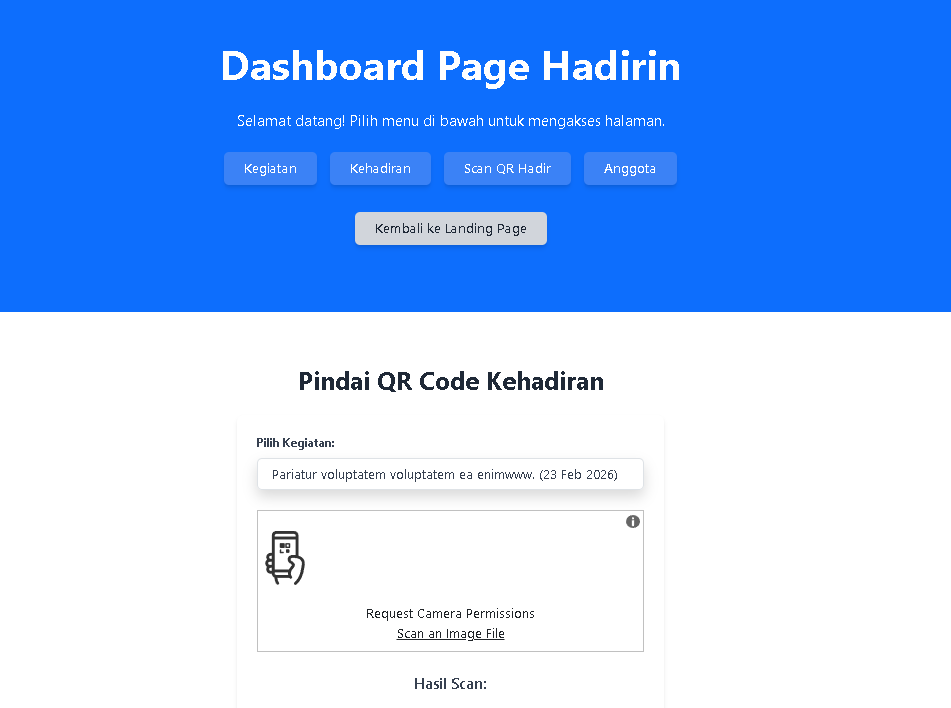 Dashboard Page Hadirin
Selamat datang! Pilih menu di bawah untuk mengakses halaman.
Kegiatan Kehadiran Scan QR Hadir Anggota
Kembali ke Landing Page
Pindai QR Code Kehadiran
Pilih Kegiatan:
Pariatur voluptatem voluptatem ea enimwww. (23 Feb 2026)
Request Camera Permissions
Scan an Image File
Hasil Scan: